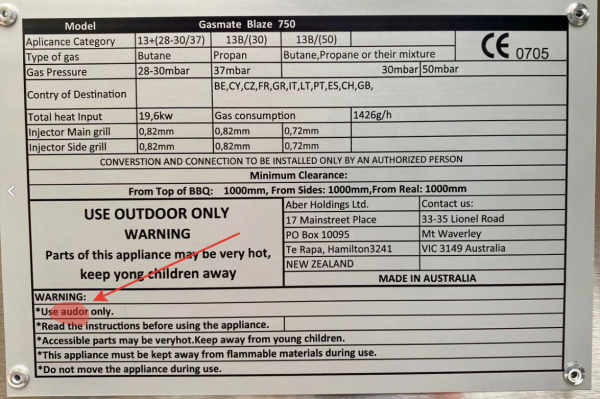 Model Gasmate Blaze 750
Aplicance Category 13+(28-30/37) 13B/(30) 13B/(50)
Type of gas Butane Propan Butane,Propane or their mixture
Gas Pressure 28-30mbar 37mbar 30mbar 50mbar
CE 0705
Contry of Destination BE,CY,CZ,FR,GR,IT,LT,PT,ES,CH,GB,
Total heat Input 19,6kw Gas consumption 1426g/h
Injector Main grill 0,82mm 0,82mm 0,72mm
Injector Side grill 0,82mm 0,82mm 0,72mm
CONVERSTION AND CONNECTION TO BE INSTALLED ONLY BY AN AUTHORIZED PERSON
Minimum Clearance:
From Top of BBQ: 1000mm, From Sides: 1000mm,From Real: 1000mm
USE OUTDOOR ONLY
WARNING
Parts of this appliance may be very hot,
keep yong children away
Aber Holdings Ltd. Contact us:
17 Mainstreet Place 33-35 Lionel Road
PO Box 10095 Mt Waverley
Te Rapa, Hamilton3241 VIC 3149 Australia
NEW ZEALAND
MADE IN AUSTRALIA
WARNING:
*Use audor only.
*Read the instructions before using the appliance.
*Accessible parts may be veryhot.Keep away from young children.
*This appliance must be kept away from flammable materials during use.
*Do not move the appliance during use.